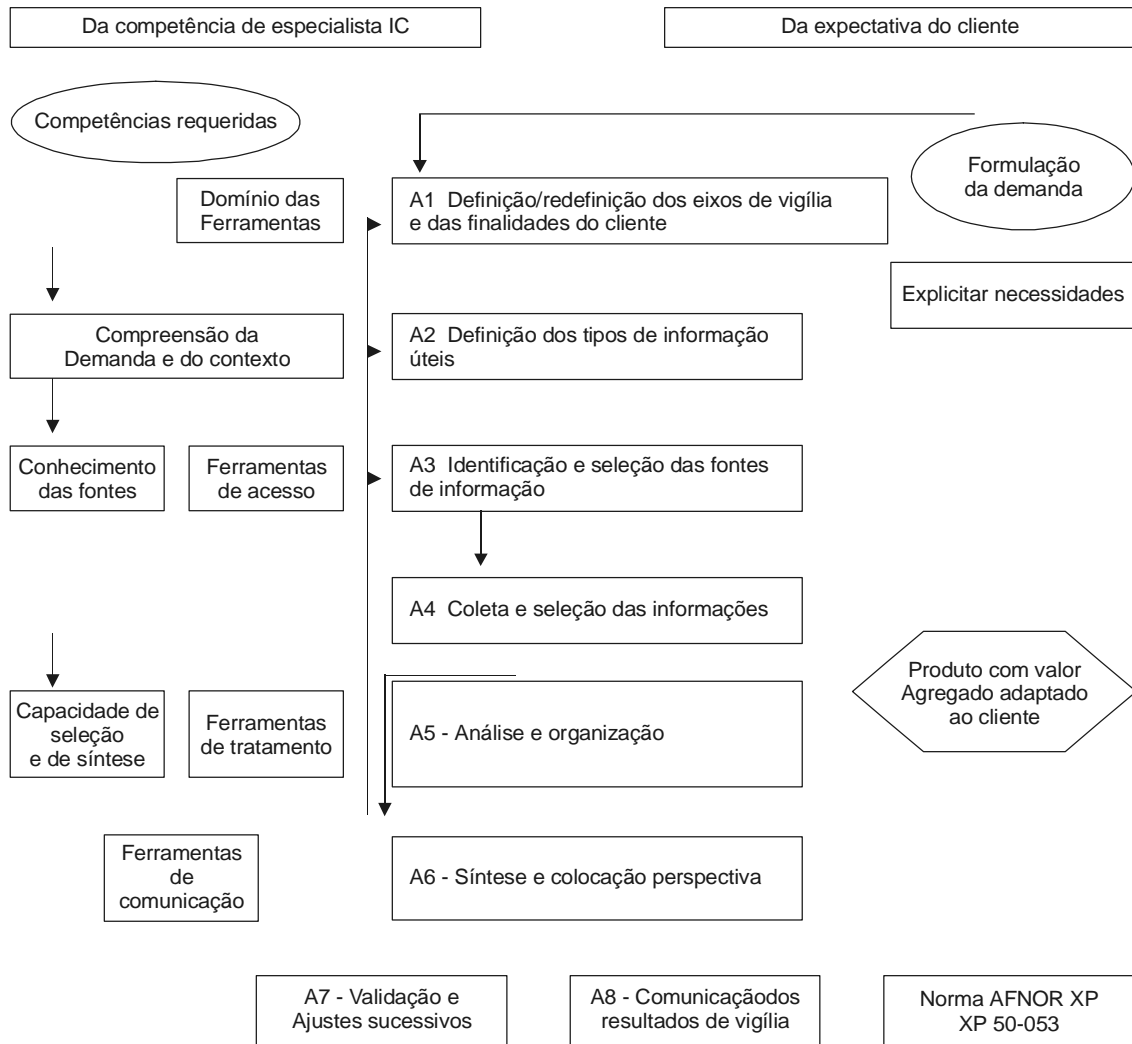 Da competência de especialista IC
Da expectativa do cliente
Competências requeridas
Formulação
da demanda
Domínio das
Ferramentas
A1 Definição/redefinição dos eixos de vigília
e das finalidades do cliente
Explicitar necessidades
Compreensão da
Demanda e do contexto
A2 Definição dos tipos de informação
úteis
Conhecimento
das fontes
Ferramentas
de acesso
A3 Identificação e seleção das fontes
de informação
A4 Coleta e seleção das informações
Produto com valor
Agregado adaptado
ao cliente
Capacidade de
seleção
e de síntese
Ferramentas
de tratamento
A5 - Análise e organização
Ferramentas
de
comunicação
A6 - Síntese e colocação perspectiva
A7 - Validação e
Ajustes sucessivos
A8 - Comunicaçãodos
resultados de vigília
Norma AFNOR XP
XP 50-053